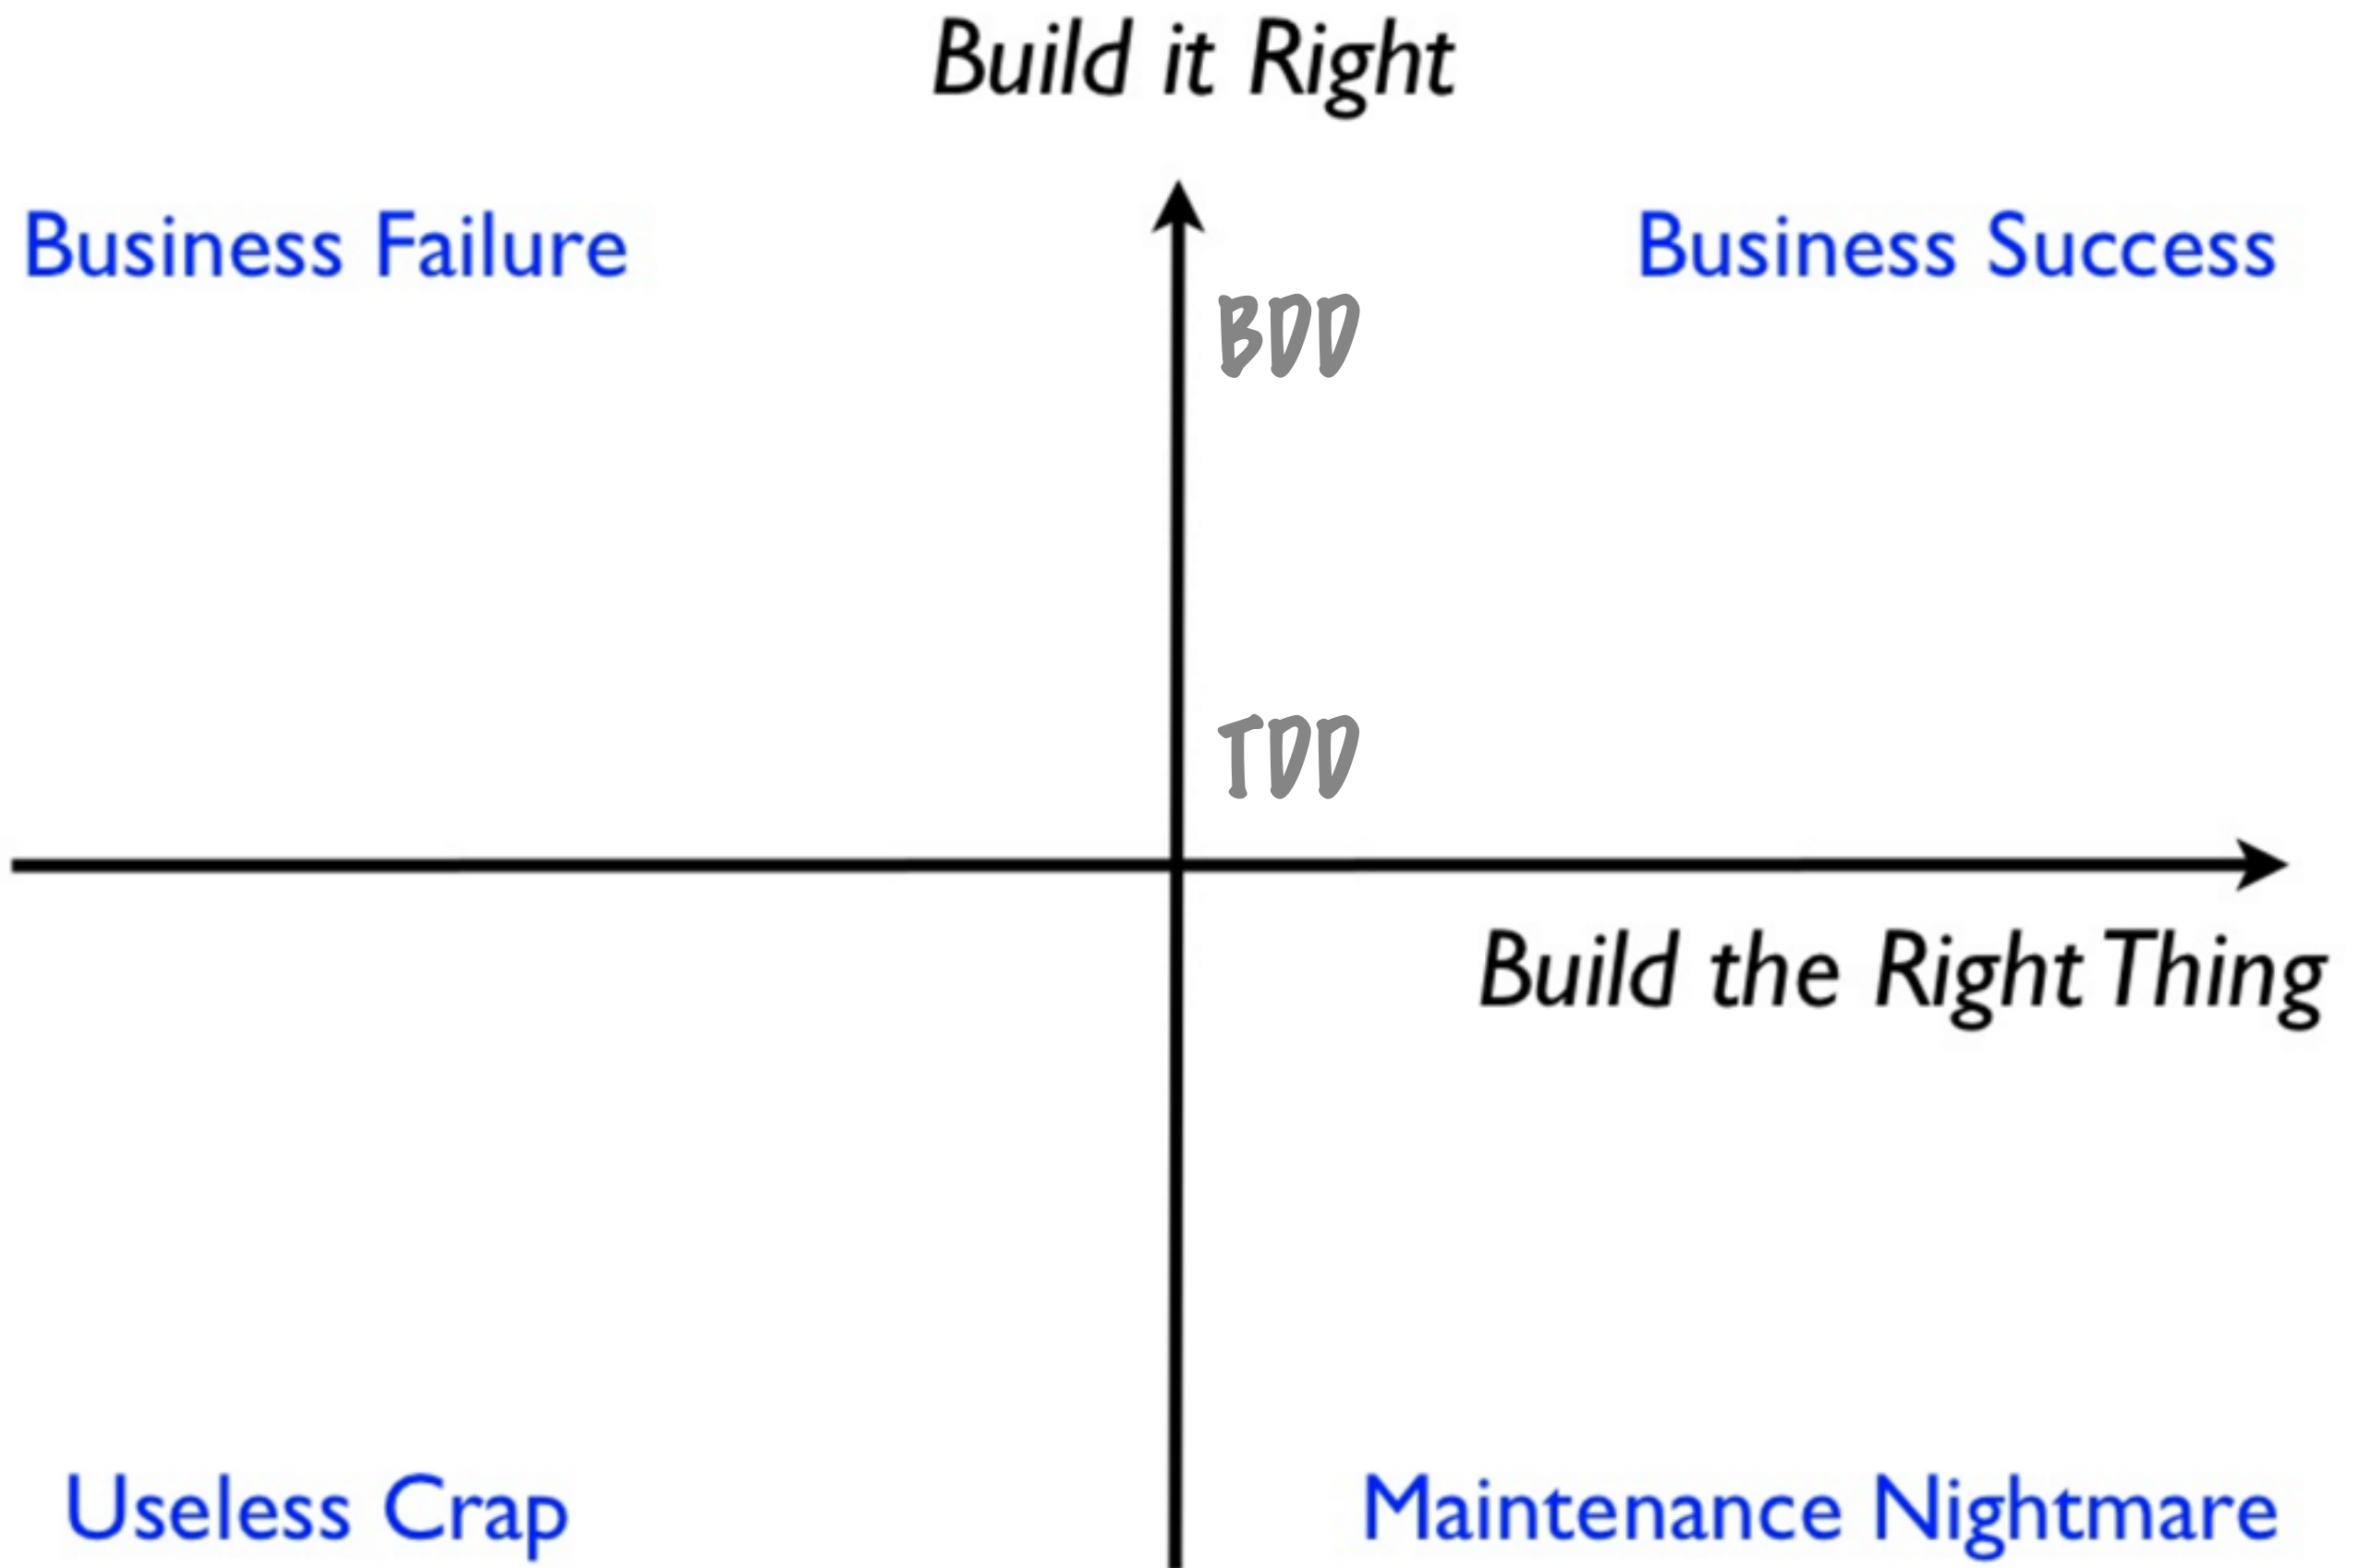 Build it Right
Business Failure
Business Success
BDD
TDD
Build the Right Thing
Useless Crap
Maintenance Nightmare